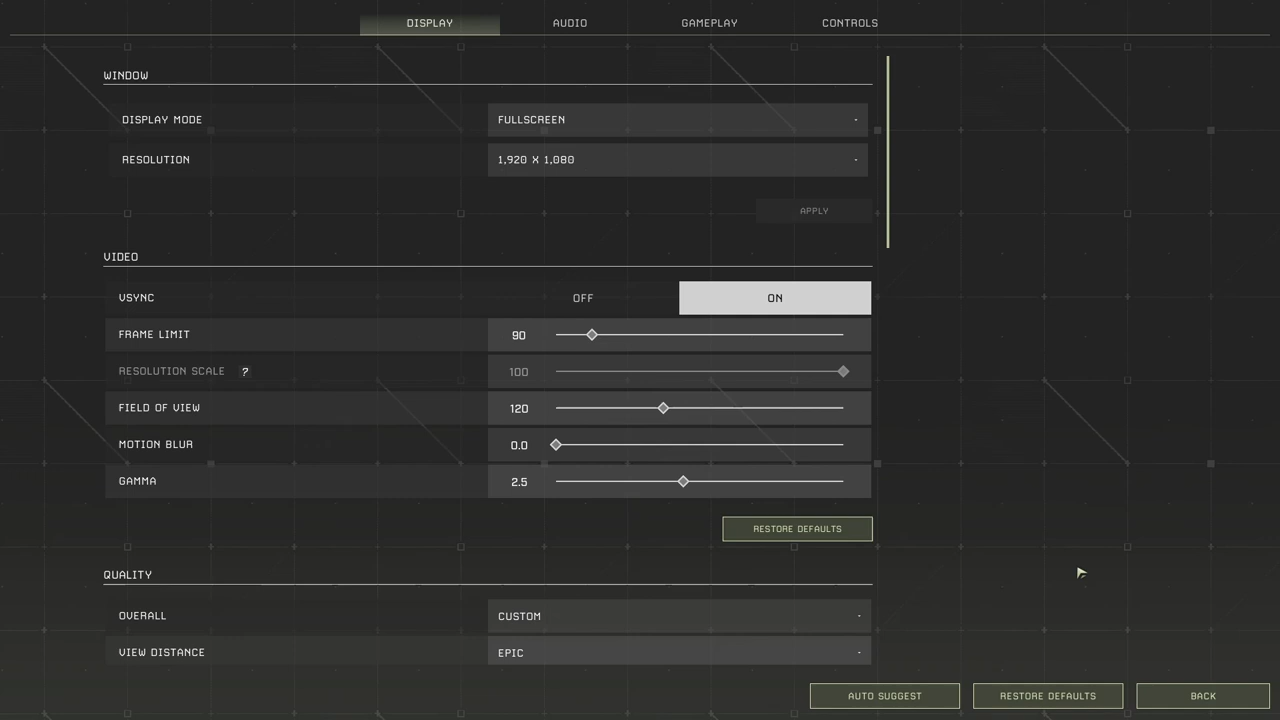 DISPLAY AUDIO GAMEPLAY CONTROLS
WINDOW
DISPLAY MODE FULLSCREEN
RESOLUTION 1,920 X 1,080
APPLY
VIDEO
VSYNC OFF ON
FRAME LIMIT 90
RESOLUTION SCALE ? 100
FIELD OF VIEW 120
MOTION BLUR 0.0
GAMMA 2.5
RESTORE DEFAULTS
QUALITY
OVERALL CUSTOM
VIEW DISTANCE EPIC
AUTO SUGGEST RESTORE DEFAULTS BACK